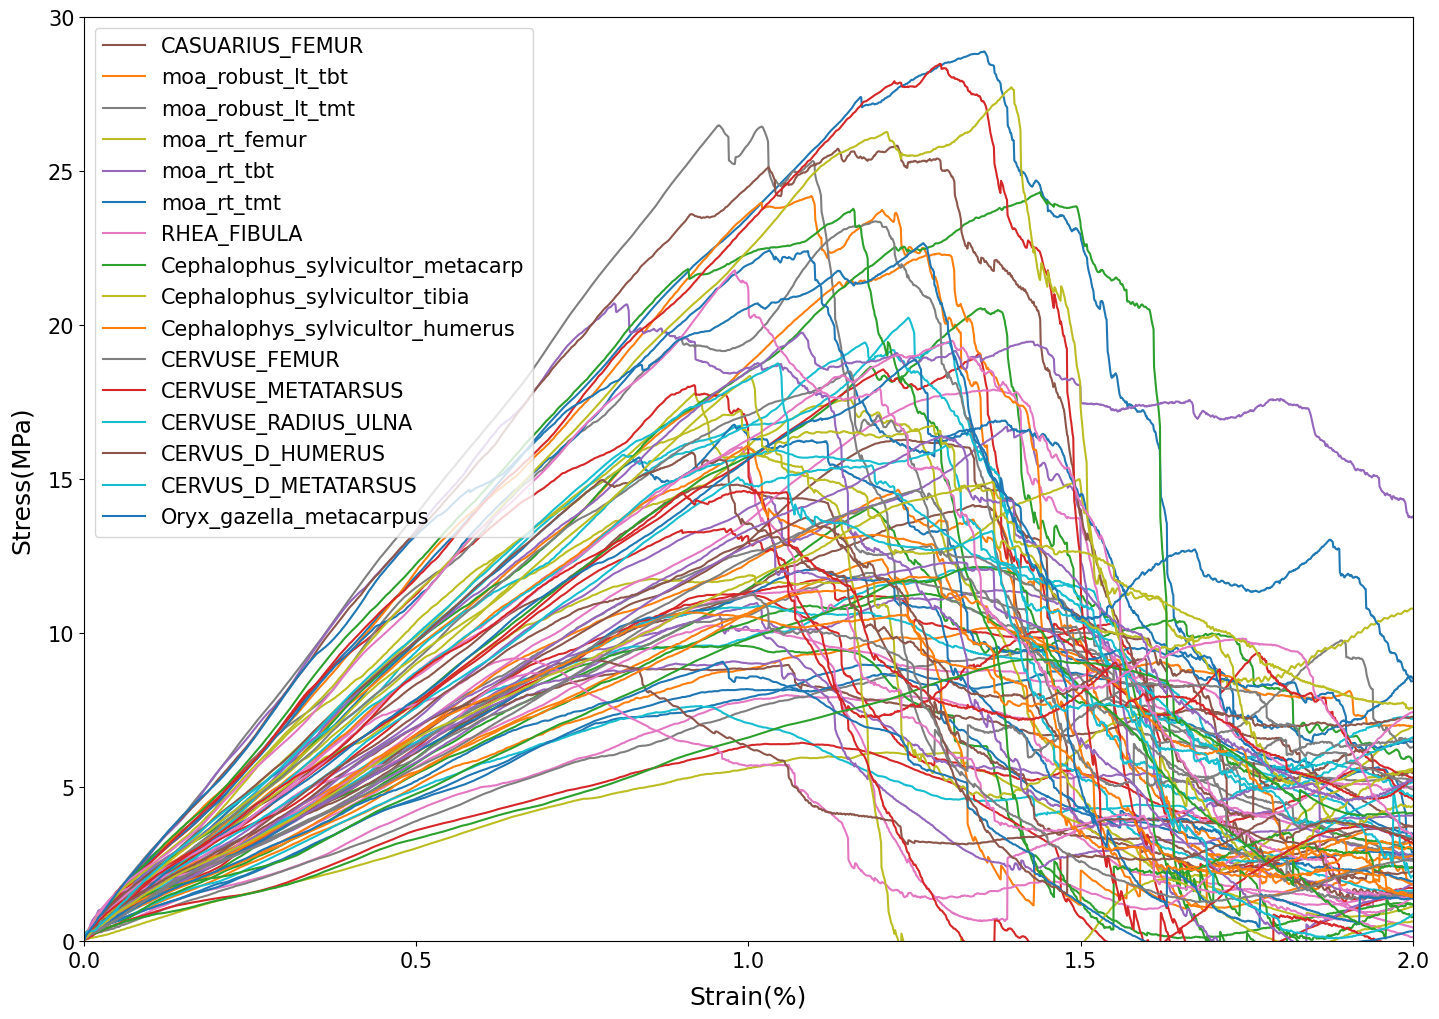 30
25
20
15
10
5
0
Stress(MPa)
CASUARIUS_FEMUR
moa_robust_lt_tbt
moa_robust_lt_tmt
moa_rt_femur
moa_rt_tbt
moa_rt_tmt
RHEA_FIBULA
Cephalophus_sylvicultor_metacarp
Cephalophus_sylvicultor_tibia
Cephalophys_sylvicultor_humerus
CERVUSE_FEMUR
CERVUSE_METATARSUS
CERVUSE_RADIUS_ULNA
CERVUS_D_HUMERUS
CERVUS_D_METATARSUS
Oryx_gazella_metacarpus
0.0 0.5 1.0 1.5 2.0
Strain(%)